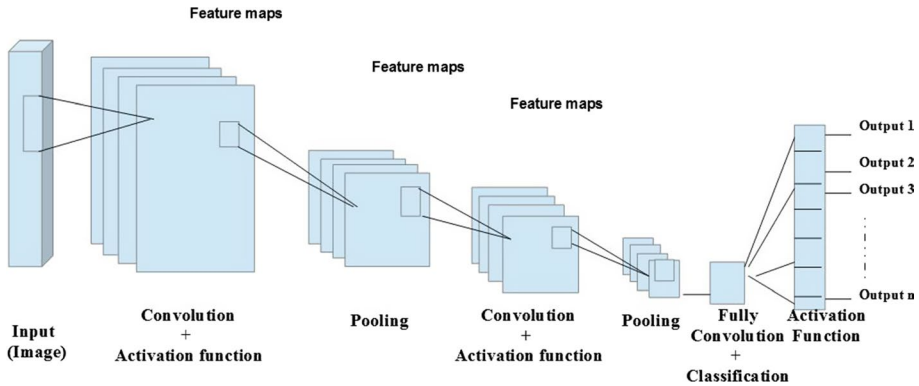 Feature maps
Feature maps
Feature maps
Output 1
Output 2
Output 3
Output n
Input
(Image)
Convolution
+
Activation function
Pooling
Convolution
+
Activation function
Pooling
Fully
Convolution
+
Classification
Activation
Function